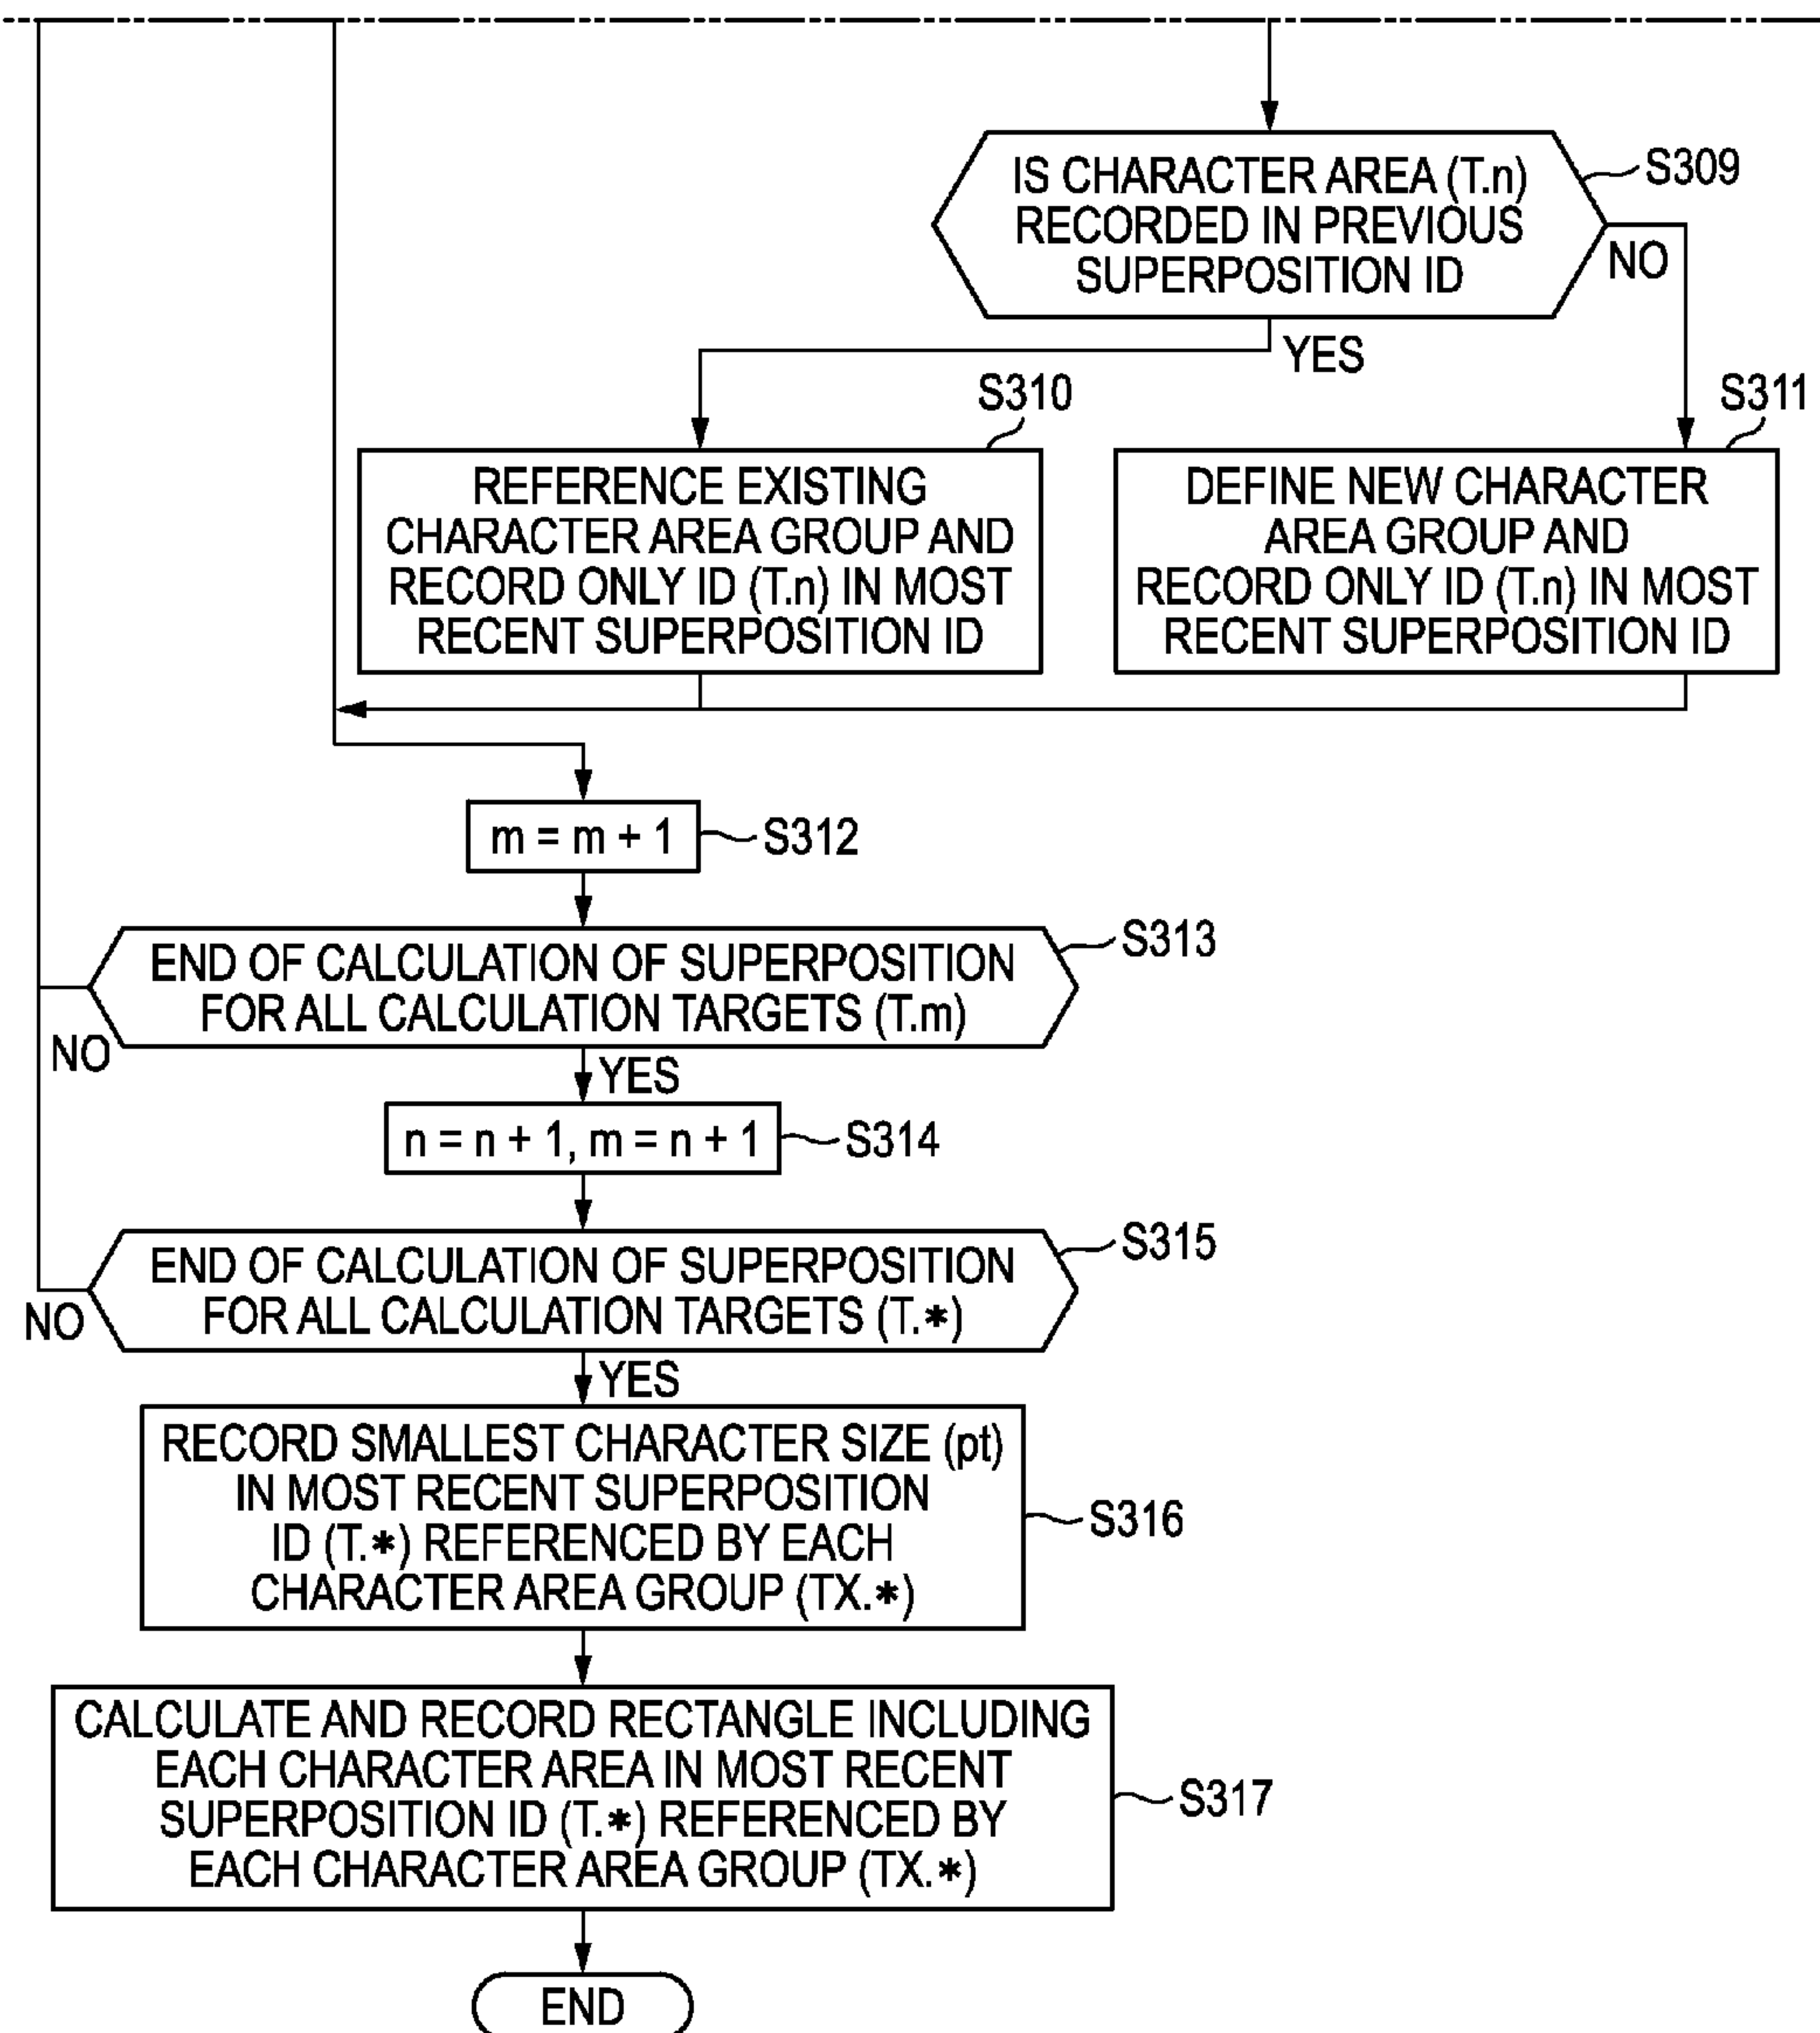 IS CHARACTER AREA (T.n)
RECORDED IN PREVIOUS
SUPERPOSITION ID
S309
NO
YES
S310
REFERENCE EXISTING
CHARACTER AREA GROUP AND
RECORD ONLY ID (T.n) IN MOST
RECENT SUPERPOSITION ID
S311
DEFINE NEW CHARACTER
AREA GROUP AND
RECORD ONLY ID (T.n) IN MOST
RECENT SUPERPOSITION ID
m = m + 1
S312
END OF CALCULATION OF SUPERPOSITION
FOR ALL CALCULATION TARGETS (T.m)
S313
NO
YES
n = n + 1, m = n + 1
S314
END OF CALCULATION OF SUPERPOSITION
FOR ALL CALCULATION TARGETS (T.*)
S315
NO
YES
RECORD SMALLEST CHARACTER SIZE (pt)
IN MOST RECENT SUPERPOSITION
ID (T.*) REFERENCED BY EACH
CHARACTER AREA GROUP (TX.*)
S316
CALCULATE AND RECORD RECTANGLE INCLUDING
EACH CHARACTER AREA IN MOST RECENT
SUPERPOSITION ID (T.*) REFERENCED BY
EACH CHARACTER AREA GROUP (TX.*)
S317
END